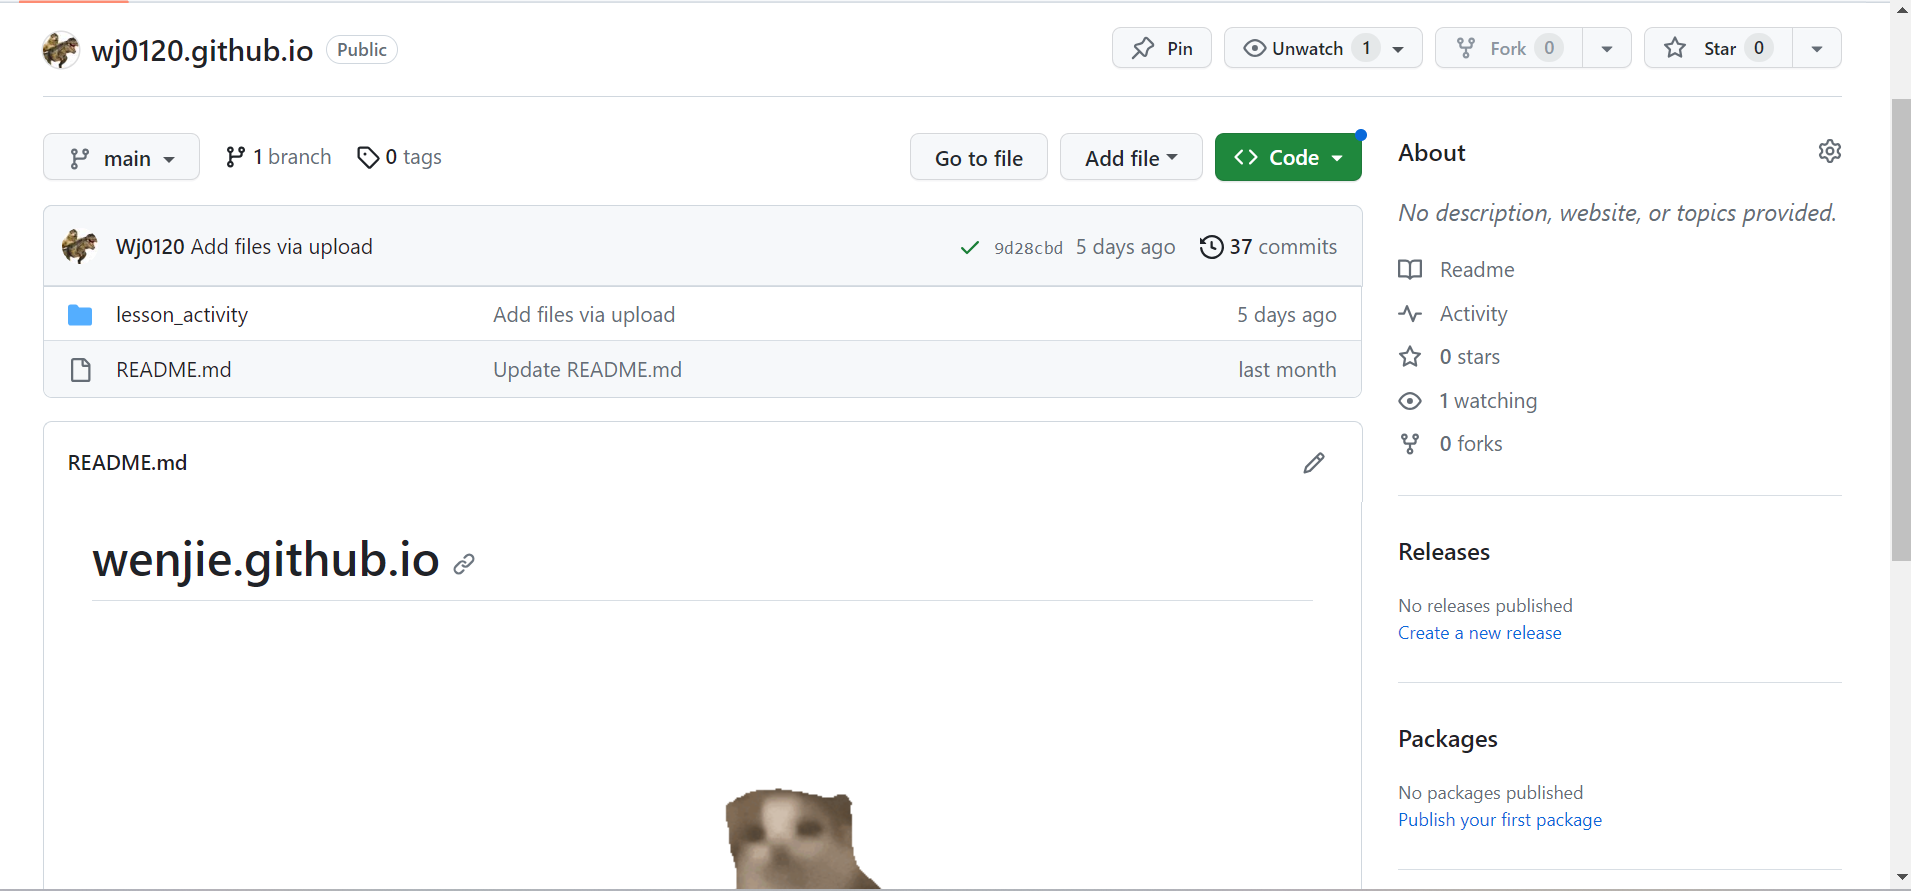 wj0120.github.io Public Pin Unwatch 1 Fork 0 Star 0
main 1 branch 0 tags Go to file Add file Code
Wj0120 Add files via upload 9d28cbd 5 days ago 37 commits
lesson_activity Add files via upload 5 days ago
README.md Update README.md last month
README.md
wenjie.github.io
About
No description, website, or topics provided.
Readme
Activity
0 stars
1 watching
0 forks
Releases
No releases published
Create a new release
Packages
No packages published
Publish your first package